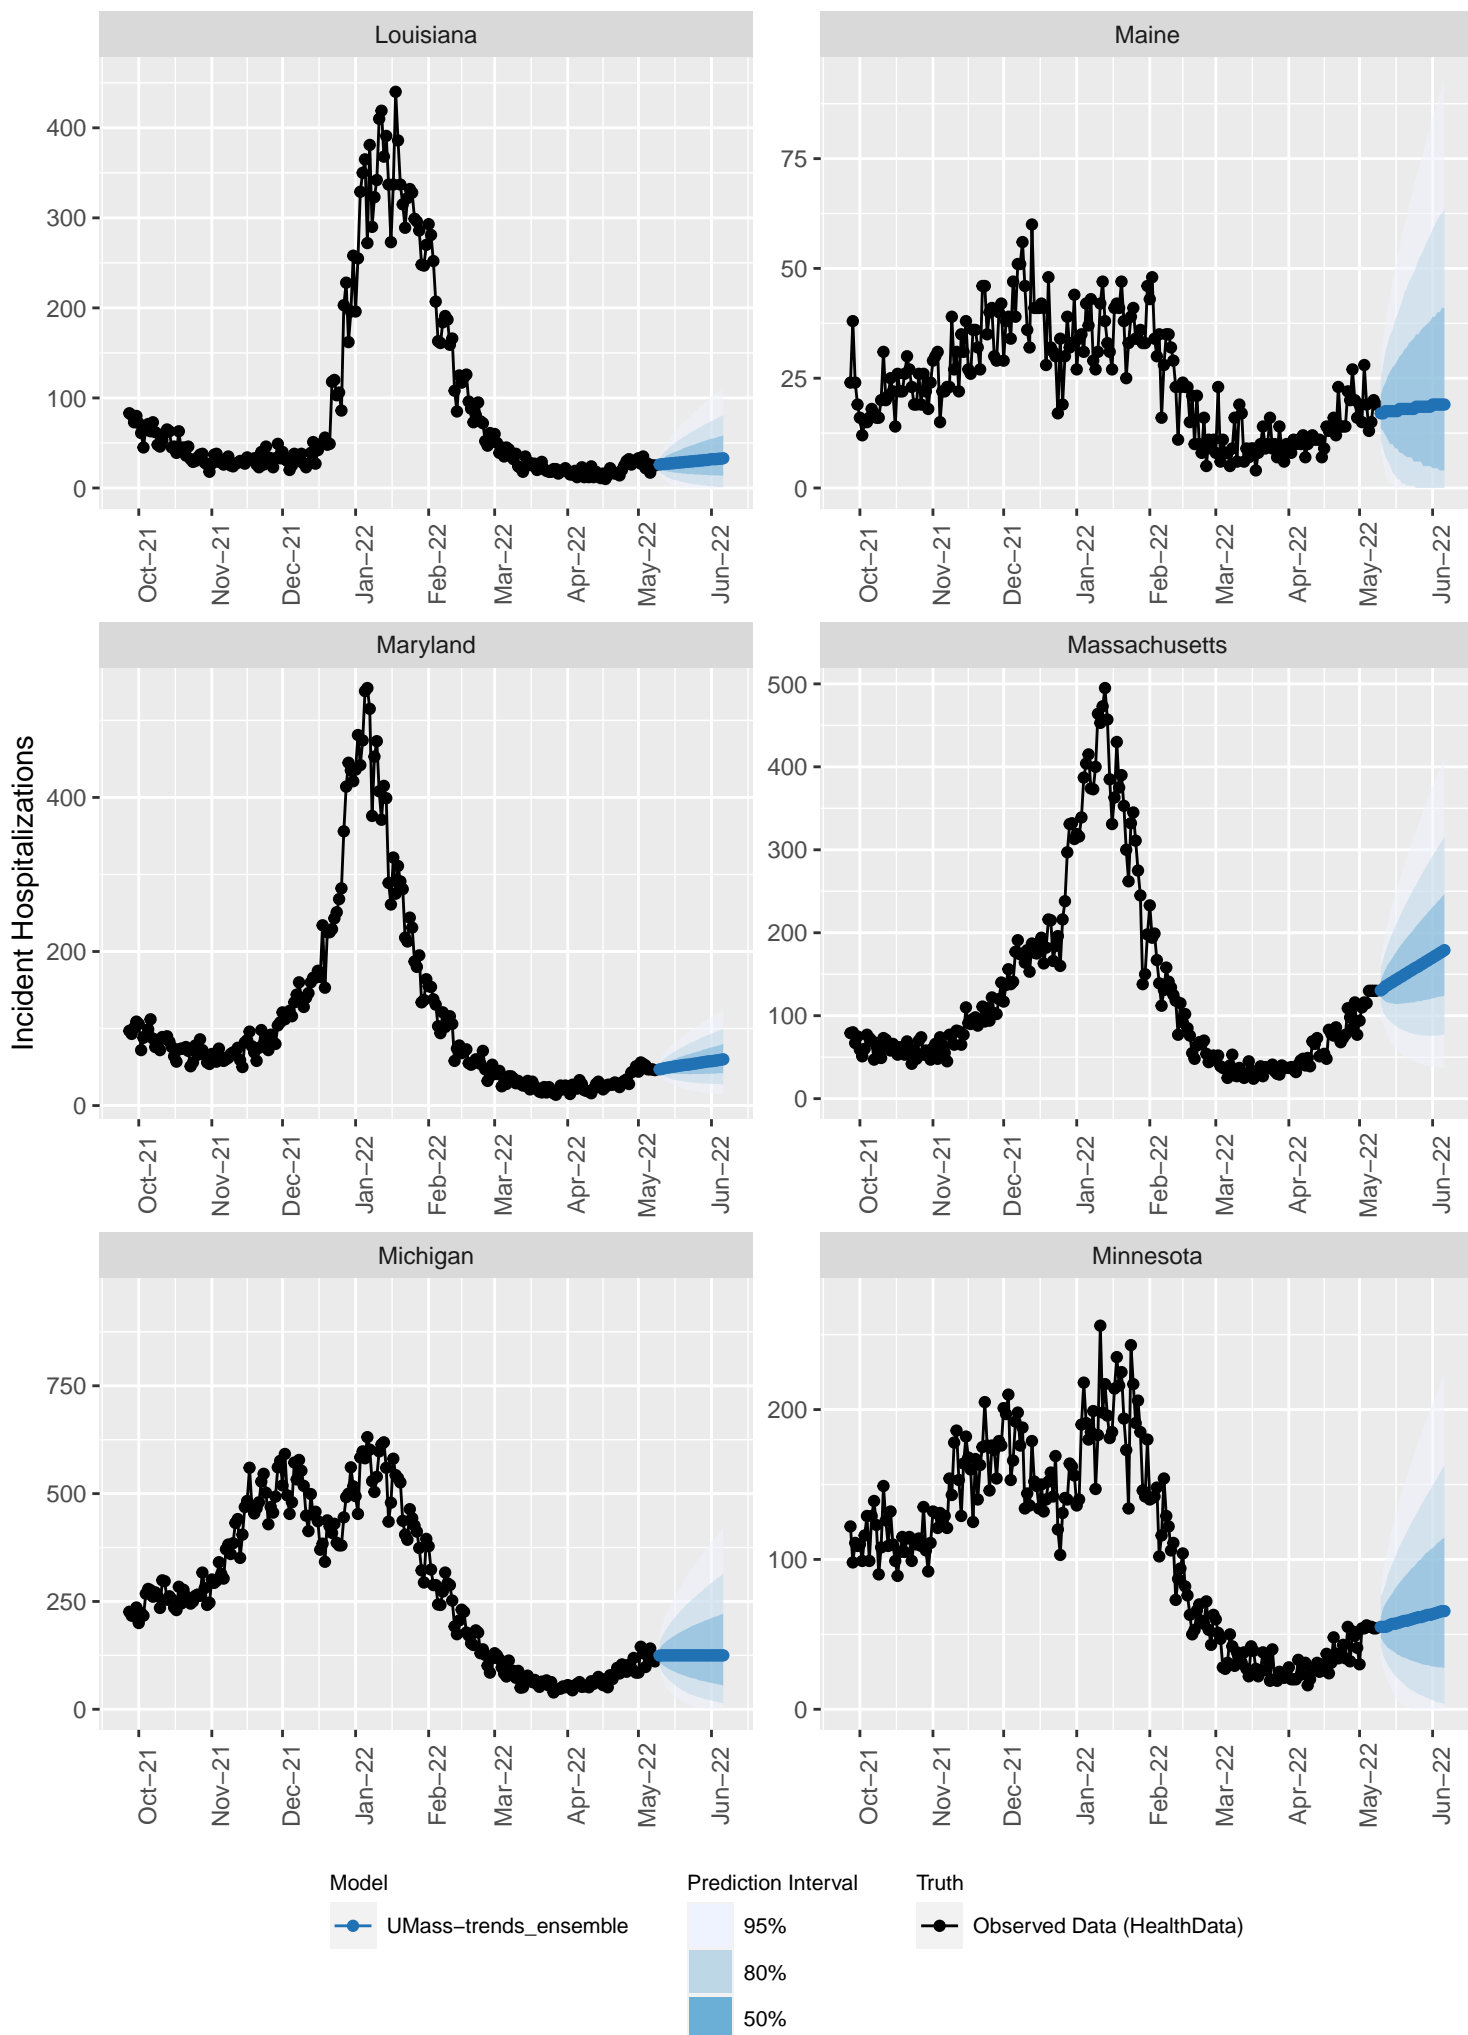 Louisiana
Maine
400
300
200
100
0
75
50
25
0
Oct−21
Nov−21
Dec−21
Jan−22
Feb−22
Mar−22
Apr−22
May−22
Jun−22
Oct−21
Nov−21
Dec−21
Jan−22
Feb−22
Mar−22
Apr−22
May−22
Jun−22
Incident Hospitalizations
Maryland
Massachusetts
400
200
0
500
400
300
200
100
0
Oct−21
Nov−21
Dec−21
Jan−22
Feb−22
Mar−22
Apr−22
May−22
Jun−22
Oct−21
Nov−21
Dec−21
Jan−22
Feb−22
Mar−22
Apr−22
May−22
Jun−22
Michigan
Minnesota
750
500
250
0
200
100
0
Oct−21
Nov−21
Dec−21
Jan−22
Feb−22
Mar−22
Apr−22
May−22
Jun−22
Oct−21
Nov−21
Dec−21
Jan−22
Feb−22
Mar−22
Apr−22
May−22
Jun−22
Model
UMass−trends_ensemble
Prediction Interval
95%
80%
50%
Truth
Observed Data (HealthData)